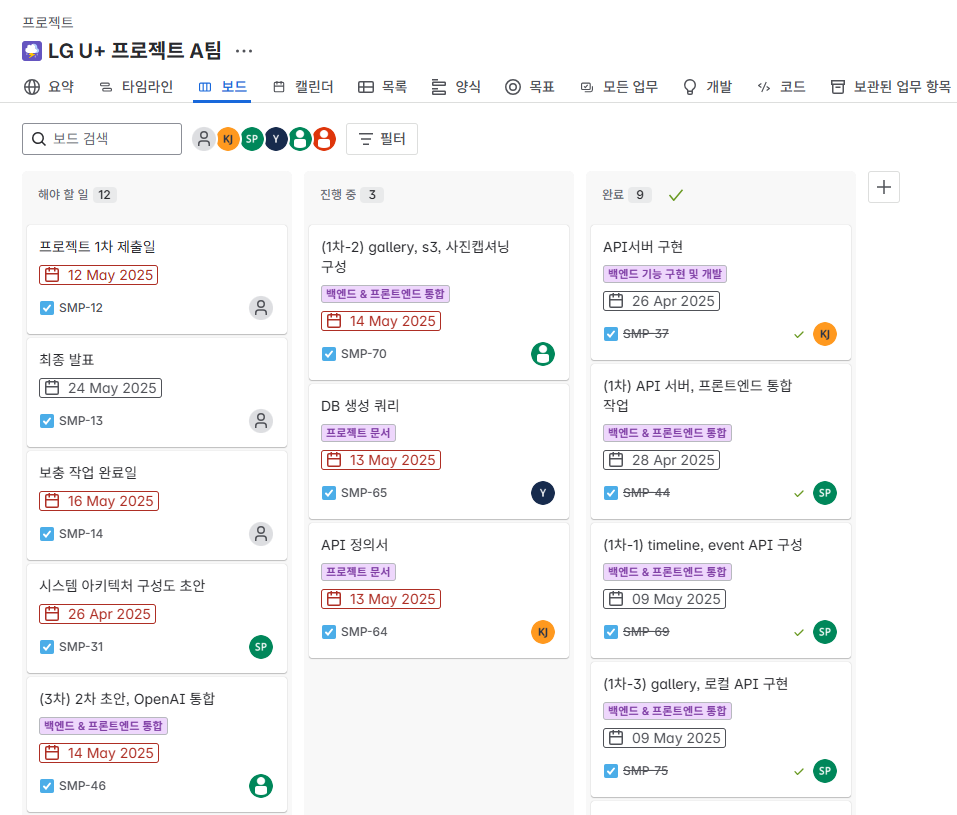 프로젝트
LG U+ 프로젝트 A팀 ···
요약 타임라인 보드 캘린더 목록 양식 목표 모든 업무 개발 코드 보관된 업무 항목
보드 검색 KJ SP Y 필터
해야 할 일 12
프로젝트 1차 제출일
12 May 2025
SMP-12
최종 발표
24 May 2025
SMP-13
보충 작업 완료일
16 May 2025
SMP-14
시스템 아키텍처 구성도 초안
26 Apr 2025
SMP-31 SP
(3차) 2차 초안, OpenAI 통합
백엔드 & 프론트엔드 통합
14 May 2025
SMP-46
진행 중 3
(1차-2) gallery, s3, 사진캡셔닝
구성
백엔드 & 프론트엔드 통합
14 May 2025
SMP-70
DB 생성 쿼리
프로젝트 문서
13 May 2025
SMP-65 Y
API 정의서
프로젝트 문서
13 May 2025
SMP-64 KJ
완료 9
API서버 구현
백엔드 기능 구현 및 개발
26 Apr 2025
SMP-37 KJ
(1차) API 서버, 프론트엔드 통합
작업
백엔드 & 프론트엔드 통합
28 Apr 2025
SMP-44 SP
(1차-1) timeline, event API 구성
백엔드 & 프론트엔드 통합
09 May 2025
SMP-69 SP
(1차-3) gallery, 로컬 API 구현
백엔드 & 프론트엔드 통합
09 May 2025
SMP-75 SP